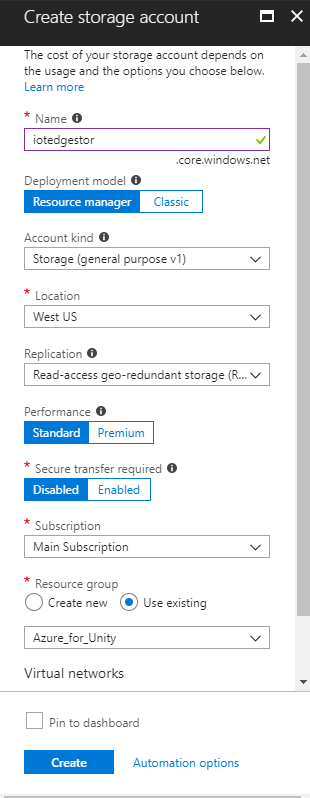 Create storage account
The cost of your storage account depends on
the usage and the options you choose below.
Learn more
* Name
iotedgestor
.core.windows.net
Deployment model
Resource manager Classic
Account kind
Storage (general purpose v1)
* Location
West US
Replication
Read-access geo-redundant storage (R...
Performance
Standard Premium
* Secure transfer required
Disabled Enabled
* Subscription
Main Subscription
* Resource group
Create new Use existing
Azure_for_Unity
Virtual networks
Pin to dashboard
Create Automation options